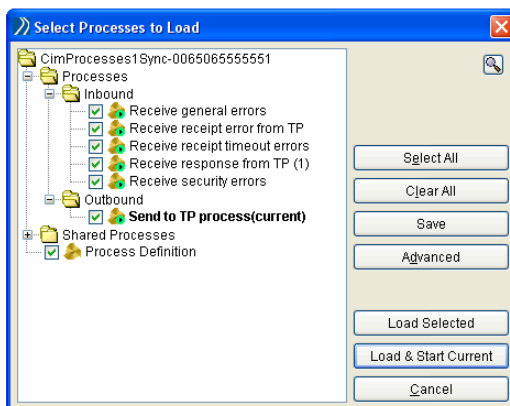 Select Processes to Load
CimProcesses1Sync-0065065555551
Processes
Inbound
Receive general errors
Receive receipt error from TP
Receive receipt timeout errors
Receive response from TP (1)
Receive security errors
Outbound
Send to TP process(current)
Shared Processes
Process Definition
Select All
Clear All
Save
Advanced
Load Selected
Load & Start Current
Cancel